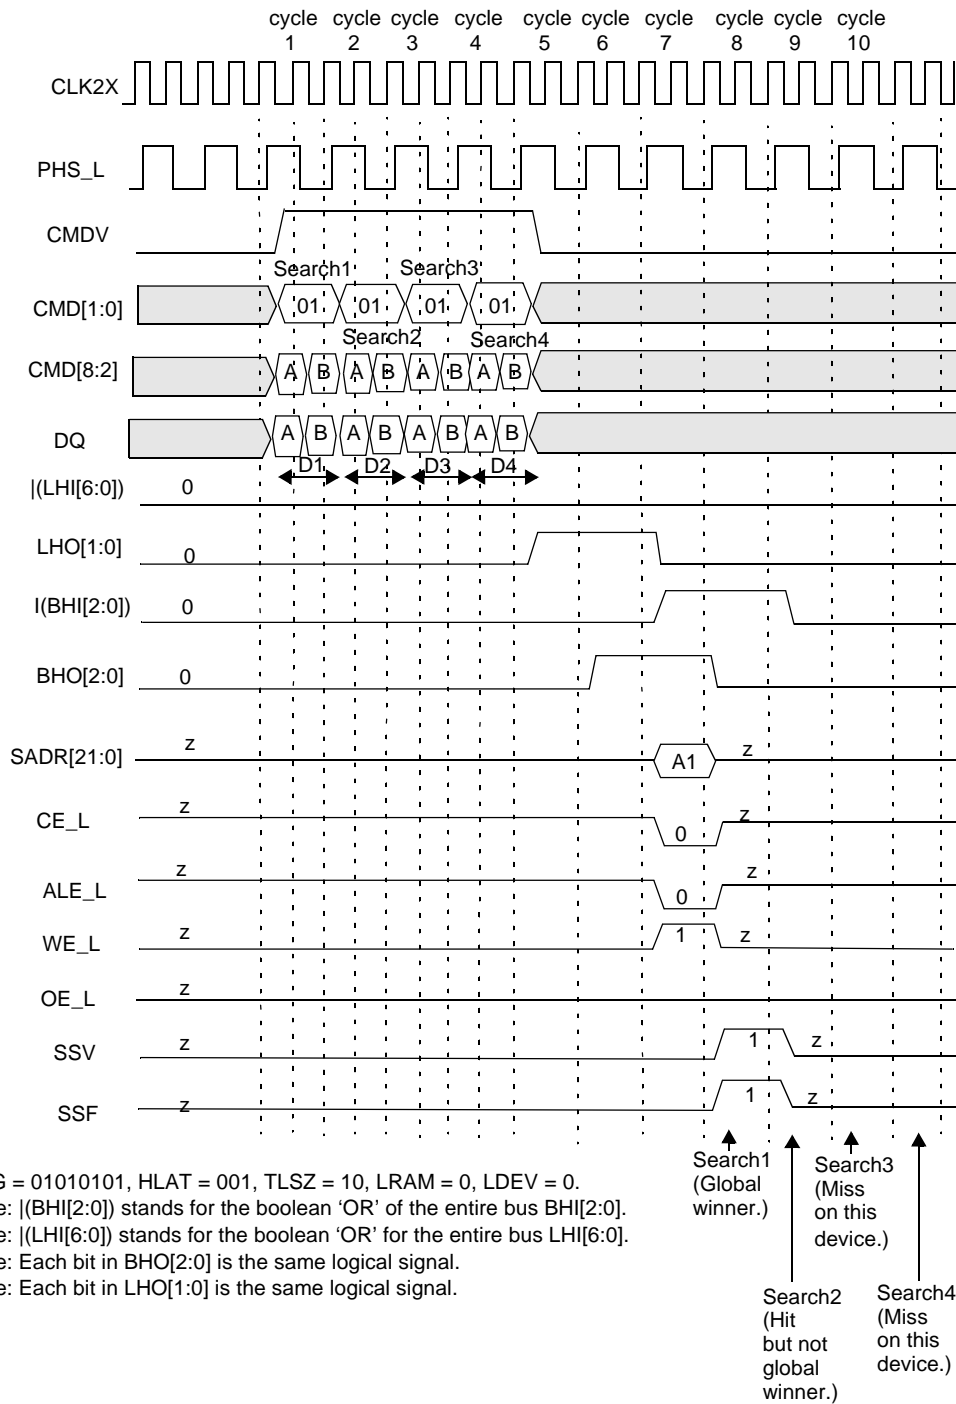 cycle cycle cycle cycle cycle cycle cycle cycle cycle cycle
1 2 3 4 5 6 7 8 9 10
CLK2X
PHS_L
CMDV
Search1 Search3
CMD[1:0] 01 01 01 01
Search2 Search4
CMD[8:2] A B A B A B A B
DQ A B A B A B A B
D1 D2 D3 D4
|(LHI[6:0]) 0
LHO[1:0] 0
I(BHI[2:0]) 0
BHO[2:0] 0
SADR[21:0] z A1 z
CE_L z 0 z
ALE_L z 0 z
WE_L z 1 z
OE_L z
SSV z 1 z
SSF z 1 z
Search1
(Global
winner.)
Search3
(Miss
on this
device.)
G = 01010101, HLAT = 001, TLSZ = 10, LRAM = 0, LDEV = 0.
e: |(BHI[2:0]) stands for the boolean ‘OR’ of the entire bus BHI[2:0].
e: |(LHI[6:0]) stands for the boolean ‘OR’ for the entire bus LHI[6:0].
e: Each bit in BHO[2:0] is the same logical signal.
e: Each bit in LHO[1:0] is the same logical signal.
Search2
(Hit
but not
global
winner.)
Search4
(Miss
on this
device.)